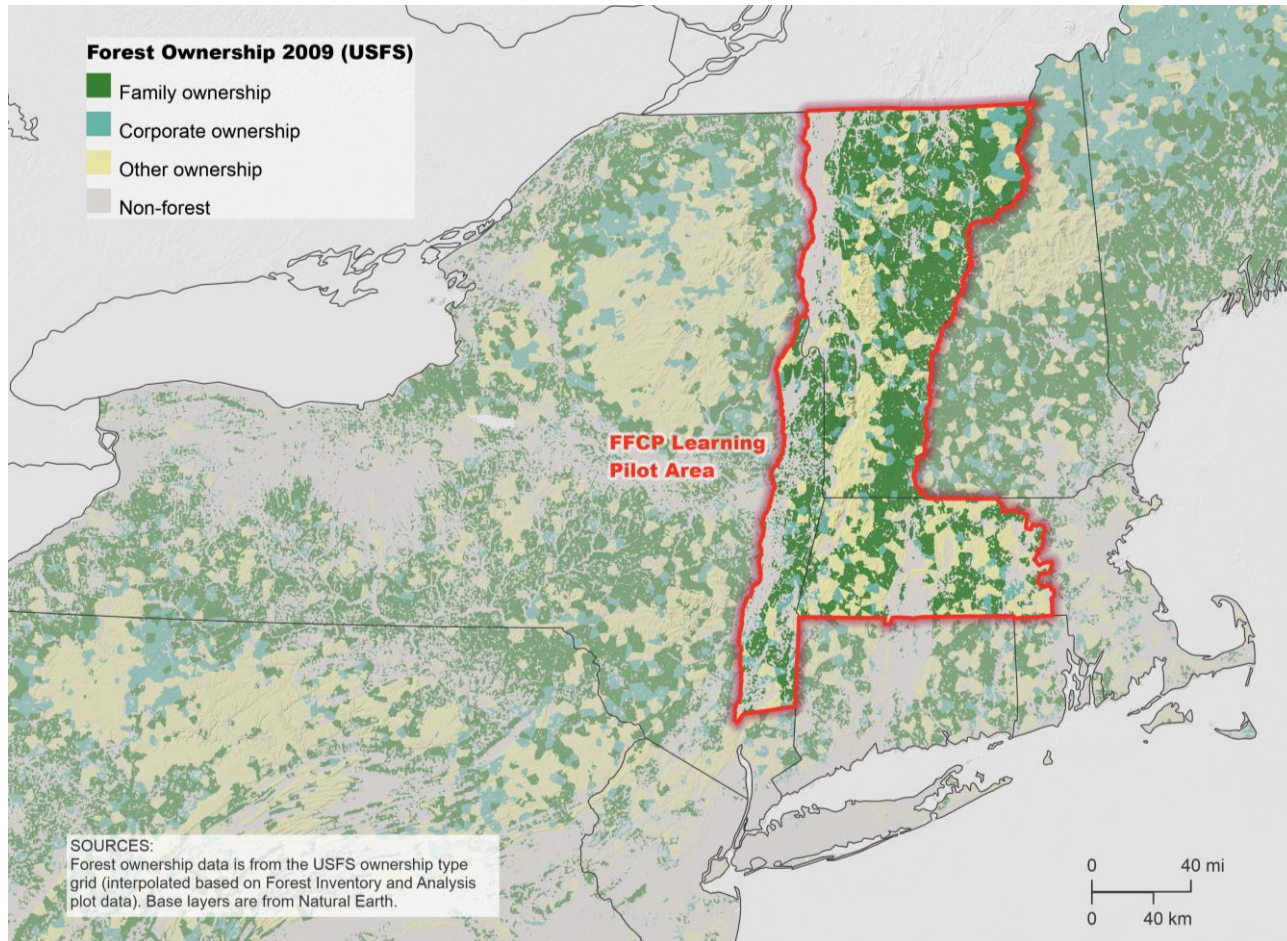 Forest Ownership 2009 (USFS)
Family ownership
Corporate ownership
Other ownership
Non-forest
FFCP Learning
Pilot Area
SOURCES:
Forest ownership data is from the USFS ownership type
grid (interpolated based on Forest Inventory and Analysis
plot data). Base layers are from Natural Earth.
0 40 mi
0 40 km